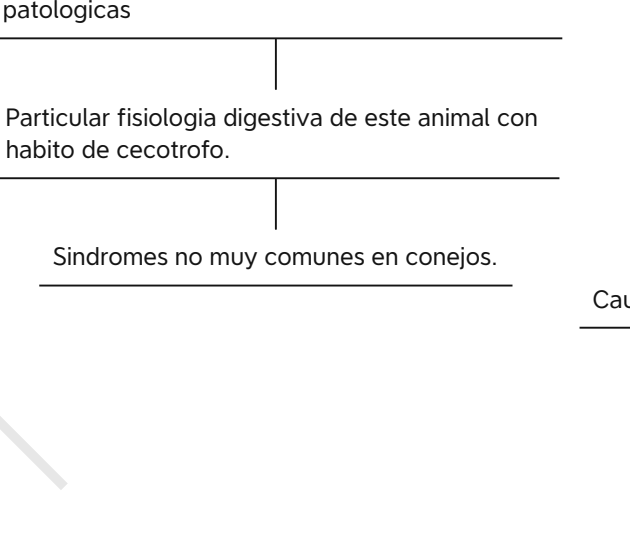 patologicas
Particular fisiologia digestiva de este animal con
habito de cecotrofo.
Sindromes no muy comunes en conejos.